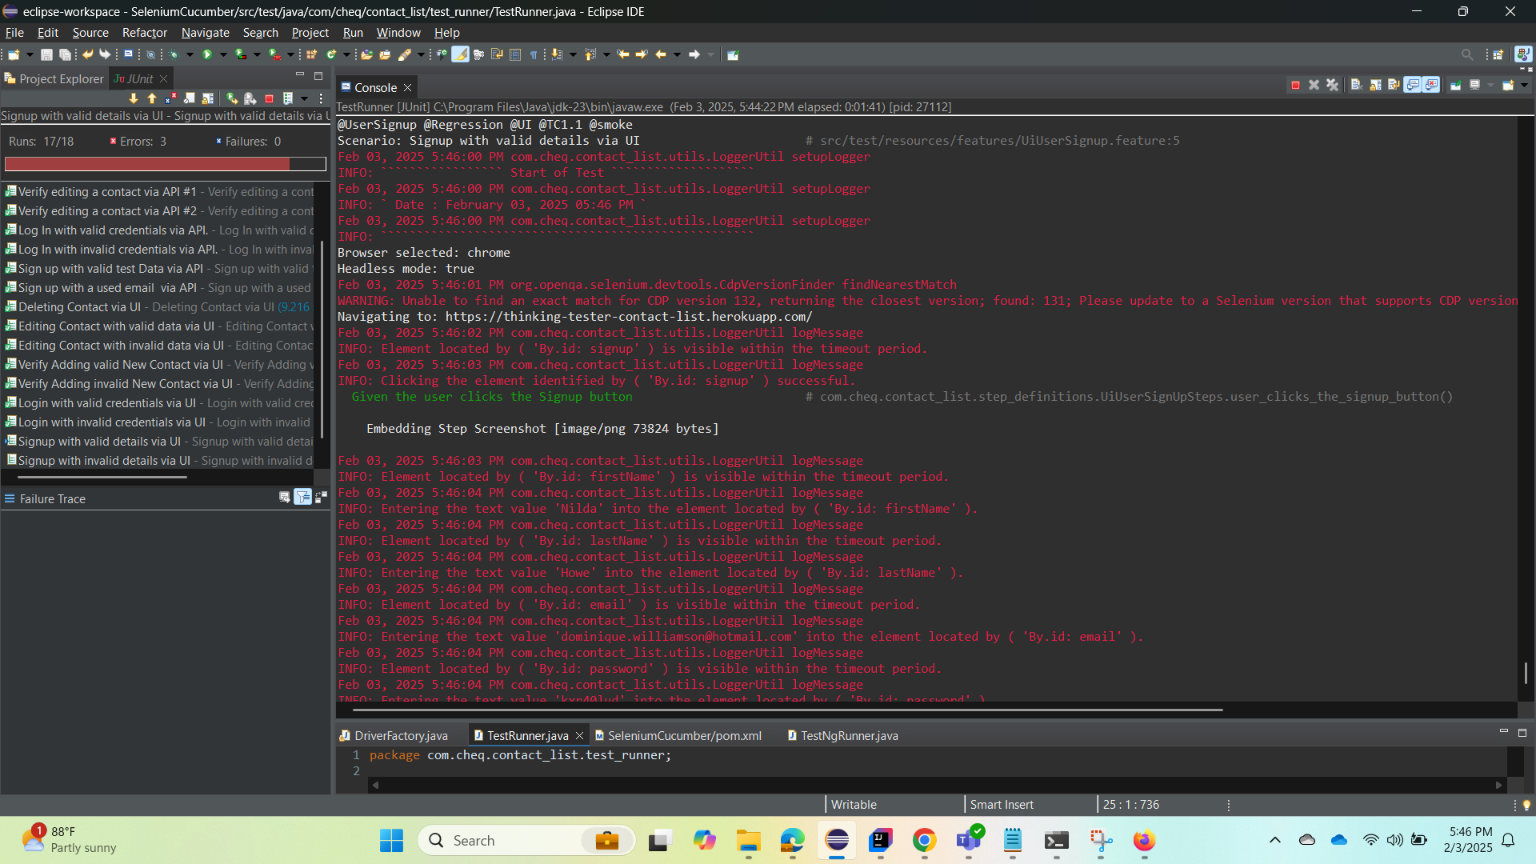 eclipse-workspace - SeleniumCucumber/src/test/java/com/cheq/contact_list/test_runner/TestRunner.java - Eclipse IDE
File Edit Source Refactor Navigate Search Project Run Window Help
Project Explorer JUnit
Signup with valid details via UI - Signup with valid details via U
Runs: 17/18 Errors: 3 Failures: 0
Verify editing a contact via API #1 - Verify editing a cont
Verify editing a contact via API #2 - Verify editing a cont
Log In with valid credentials via API. - Log In with valid c
Log In with invalid credentials via API. - Log In with inva
Sign up with valid test Data via API - Sign up with valid
Sign up with a used email via API - Sign up with a used
Deleting Contact via UI - Deleting Contact via UI (9.216
Editing Contact with valid data via UI - Editing Contact v
Editing Contact with invalid data via UI - Editing Contac
Verify Adding valid New Contact via UI - Verify Adding v
Verify Adding invalid New Contact via UI - Verify Adding
Login with valid credentials via UI - Login with valid cred
Login with invalid credentials via UI - Login with invalid
Signup with valid details via UI - Signup with valid detai
Signup with invalid details via UI - Signup with invalid d
Failure Trace
Console
TestRunner [JUnit] C:\Program Files\Java\jdk-23\bin\javaw.exe (Feb 3, 2025, 5:44:22 PM elapsed: 0:01:41) [pid: 27112]
@UserSignup @Regression @UI @TC1.1 @smoke
Scenario: Signup with valid details via UI # src/test/resources/features/UiUserSignup.feature:5
Feb 03, 2025 5:46:00 PM com.cheq.contact_list.utils.LoggerUtil setupLogger
INFO: ````````````````` Start of Test ````````````````````
Feb 03, 2025 5:46:00 PM com.cheq.contact_list.utils.LoggerUtil setupLogger
INFO: ` Date : February 03, 2025 05:46 PM `
Feb 03, 2025 5:46:00 PM com.cheq.contact_list.utils.LoggerUtil setupLogger
INFO: ````````````````````````````````````````````````````
Browser selected: chrome
Headless mode: true
Feb 03, 2025 5:46:01 PM org.openqa.selenium.devtools.CdpVersionFinder findNearestMatch
WARNING: Unable to find an exact match for CDP version 132, returning the closest version; found: 131; Please update to a Selenium version that supports CDP version
Navigating to: https://thinking-tester-contact-list.herokuapp.com/
Feb 03, 2025 5:46:02 PM com.cheq.contact_list.utils.LoggerUtil logMessage
INFO: Element located by ( 'By.id: signup' ) is visible within the timeout period.
Feb 03, 2025 5:46:03 PM com.cheq.contact_list.utils.LoggerUtil logMessage
INFO: Clicking the element identified by ( 'By.id: signup' ) successful.
Given the user clicks the Signup button # com.cheq.contact_list.step_definitions.UiUserSignUpSteps.user_clicks_the_signup_button()
Embedding Step Screenshot [image/png 73824 bytes]
Feb 03, 2025 5:46:03 PM com.cheq.contact_list.utils.LoggerUtil logMessage
INFO: Element located by ( 'By.id: firstName' ) is visible within the timeout period.
Feb 03, 2025 5:46:04 PM com.cheq.contact_list.utils.LoggerUtil logMessage
INFO: Entering the text value 'Nilda' into the element located by ( 'By.id: firstName' ).
Feb 03, 2025 5:46:04 PM com.cheq.contact_list.utils.LoggerUtil logMessage
INFO: Element located by ( 'By.id: lastName' ) is visible within the timeout period.
Feb 03, 2025 5:46:04 PM com.cheq.contact_list.utils.LoggerUtil logMessage
INFO: Entering the text value 'Howe' into the element located by ( 'By.id: lastName' ).
Feb 03, 2025 5:46:04 PM com.cheq.contact_list.utils.LoggerUtil logMessage
INFO: Element located by ( 'By.id: email' ) is visible within the timeout period.
Feb 03, 2025 5:46:04 PM com.cheq.contact_list.utils.LoggerUtil logMessage
INFO: Entering the text value 'dominique.williamson@hotmail.com' into the element located by ( 'By.id: email' ).
Feb 03, 2025 5:46:04 PM com.cheq.contact_list.utils.LoggerUtil logMessage
INFO: Element located by ( 'By.id: password' ) is visible within the timeout period.
Feb 03, 2025 5:46:04 PM com.cheq.contact_list.utils.LoggerUtil logMessage
INFO: Entering the text value into the element located by ( 'By.id: password' )
DriverFactory.java TestRunner.java SeleniumCucumber/pom.xml TestNgRunner.java
1 package com.cheq.contact_list.test_runner;
2
Writable Smart Insert 25 : 1 : 736
1 88°F
Partly sunny
Search
5:46 PM
2/3/2025